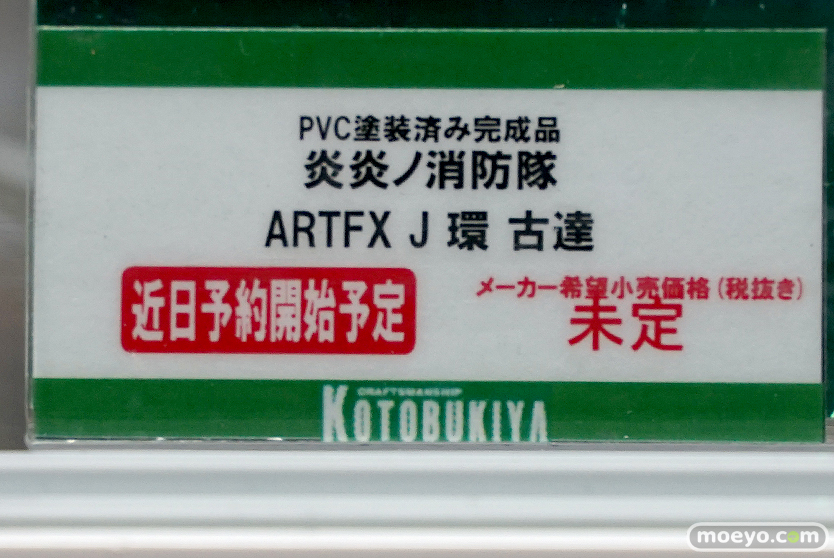 PVC塗装済み完成品
炎炎ノ消防隊
ARTFX J 環 古達
近日予約開始予定
メーカー希望小売価格(税抜き)
未定
CRAFTSMANSHIP
KOTOBUKIYA
moeyo.com